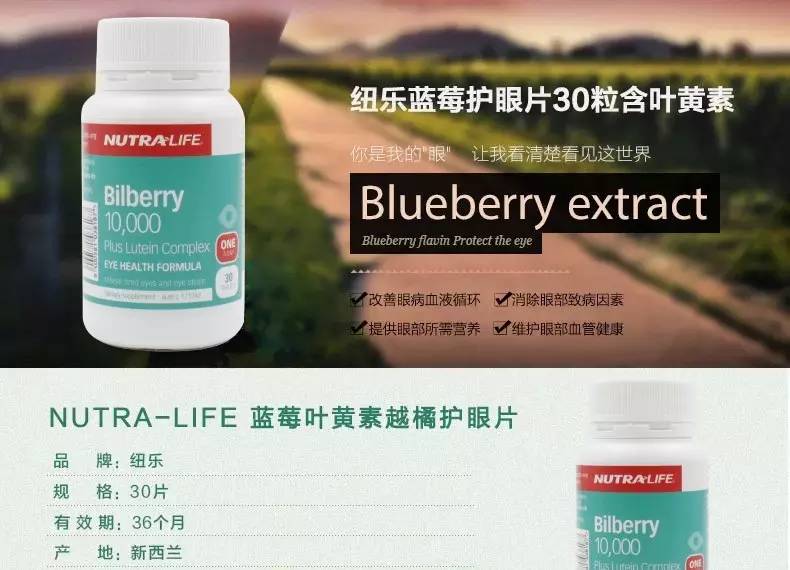 纽乐蓝莓护眼片30粒含叶黄素
你是我的"眼" 让我看清楚看见这世界
Blueberry extract
Blueberry flavin Protect the eye
改善眼病血液循环 消除眼部致病因素
提供眼部所需营养 维护眼部血管健康
NUTRA-LIFE
Bilberry
10,000
Plus Lutein Complex
EYE HEALTH FORMULA
ONE
30
Dietary Supplement
NUTRA-LIFE 蓝莓叶黄素越橘护眼片
品 牌：纽乐
规 格：30片
有效期：36个月
产 地：新西兰
NUTRA-LIFE
Bilberry
10,000
Plus Lutein Complex
ONE